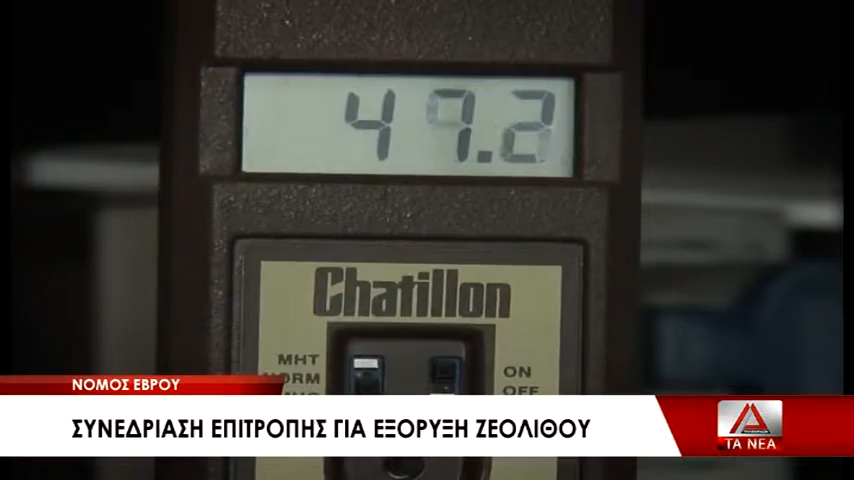 47.2
Chatillon
MHT
NORM
ON
OFF
ΝΟΜΟΣ ΕΒΡΟΥ
ΣΥΝΕΔΡΙΑΣΗ ΕΠΙΤΡΟΠΗΣ ΓΙΑ ΕΞΟΡΥΞΗ ΖΕΟΛΙΘΟΥ
ΤΑ ΝΕΑ